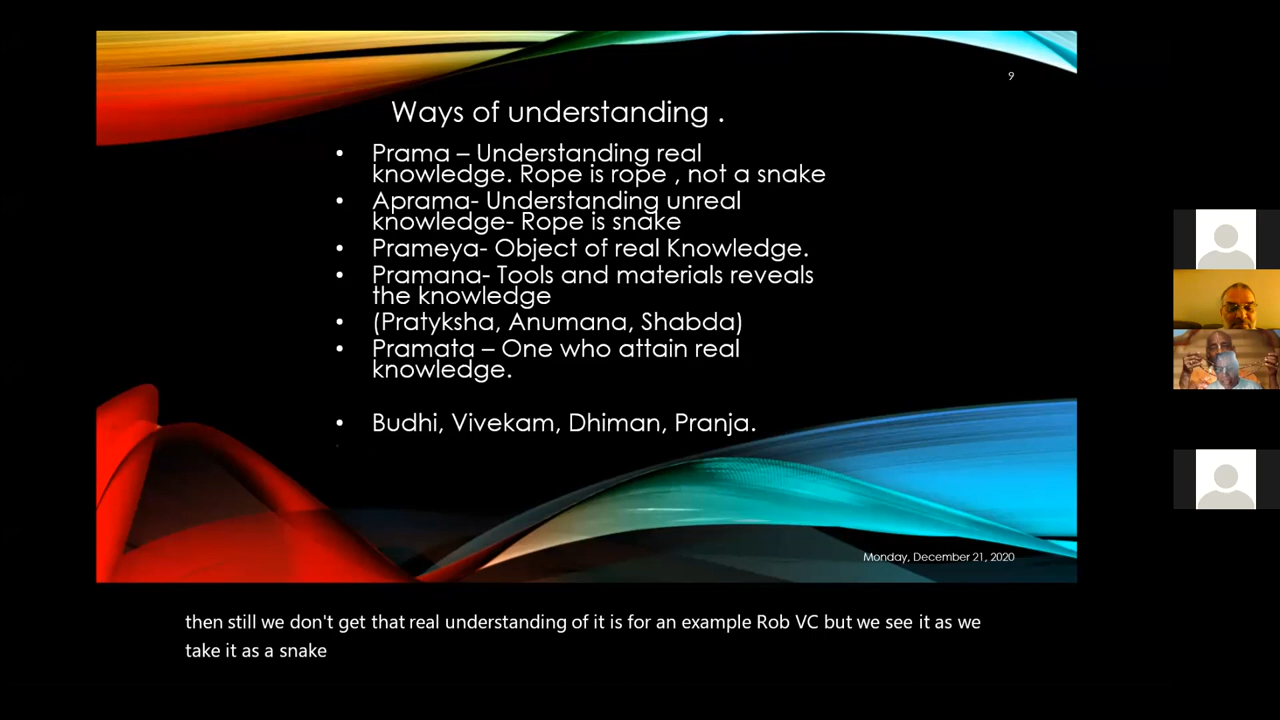 9
Ways of understanding .
• Prama – Understanding real
knowledge. Rope is rope , not a snake
• Aprama- Understanding unreal
knowledge- Rope is snake
• Prameya- Object of real Knowledge.
• Pramana- Tools and materials reveals
the knowledge
• (Pratyksha, Anumana, Shabda)
• Pramata – One who attain real
knowledge.
• Budhi, Vivekam, Dhiman, Pranja.
Monday, December 21, 2020
then still we don't get that real understanding of it is for an example Rob VC but we see it as we
take it as a snake